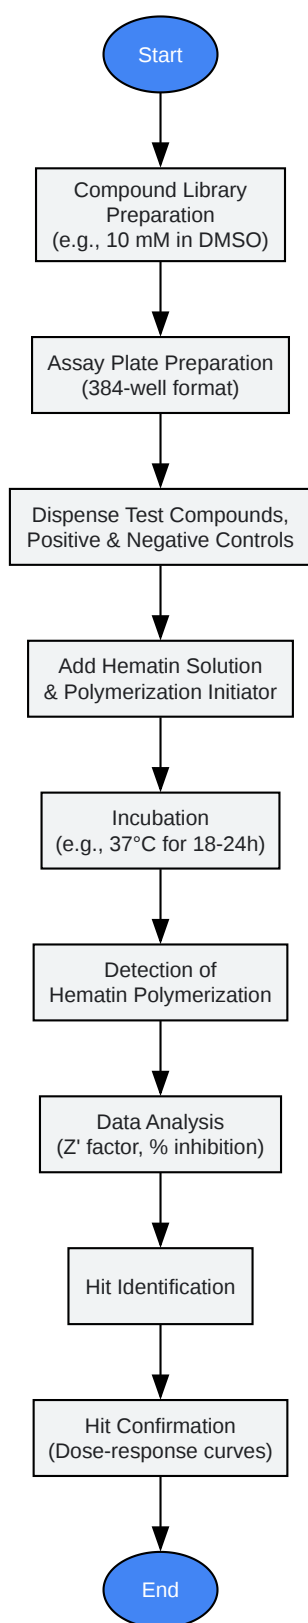 Start
Compound Library
Preparation
(e.g., 10 mM in DMSO)
Assay Plate Preparation
(384-well format)
Dispense Test Compounds,
Positive & Negative Controls
Add Hematin Solution
& Polymerization Initiator
Incubation
(e.g., 37°C for 18-24h)
Detection of
Hematin Polymerization
Data Analysis
(Z' factor, % inhibition)
Hit Identification
Hit Confirmation
(Dose-response curves)
End